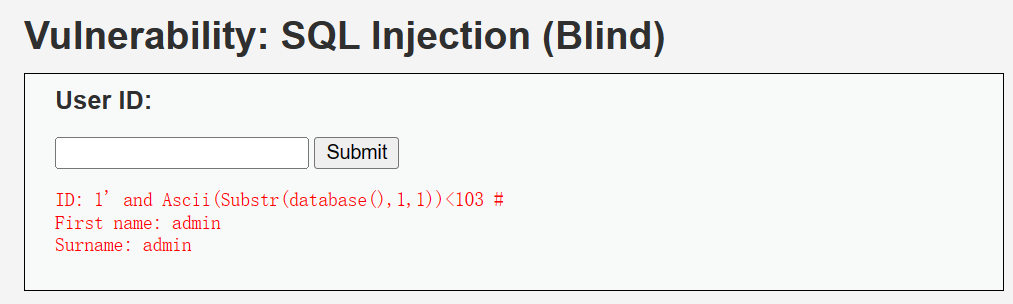 Vulnerability: SQL Injection (Blind)
User ID:
Submit
ID: 1' and Ascii(Substr(database(),1,1))<103 #
First name: admin
Surname: admin